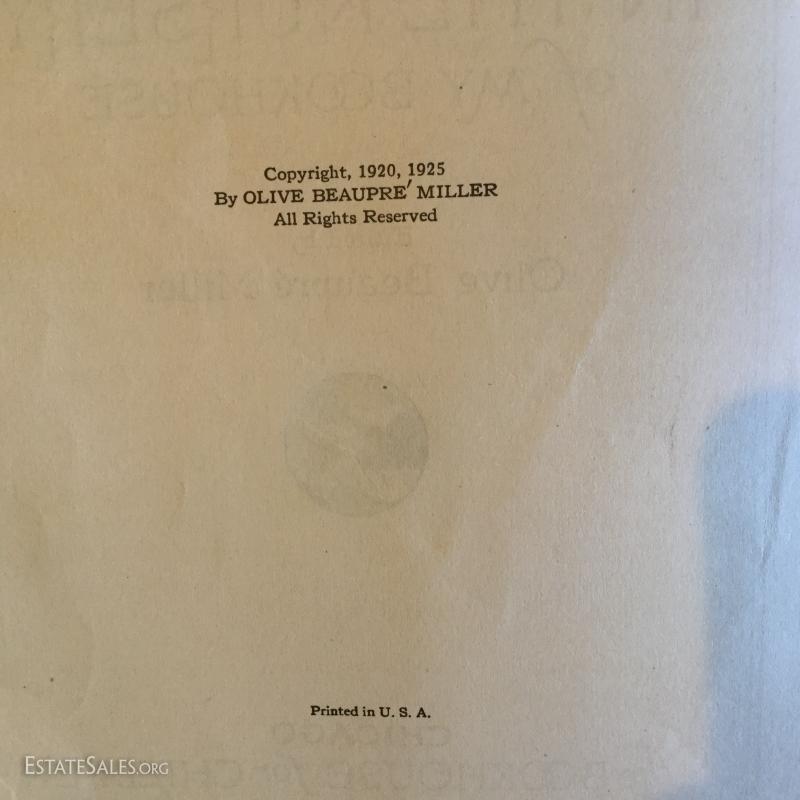 Copyright, 1920, 1925
By OLIVE BEAUPRE´ MILLER
All Rights Reserved
Printed in U. S. A.
ESTATESALES.ORG